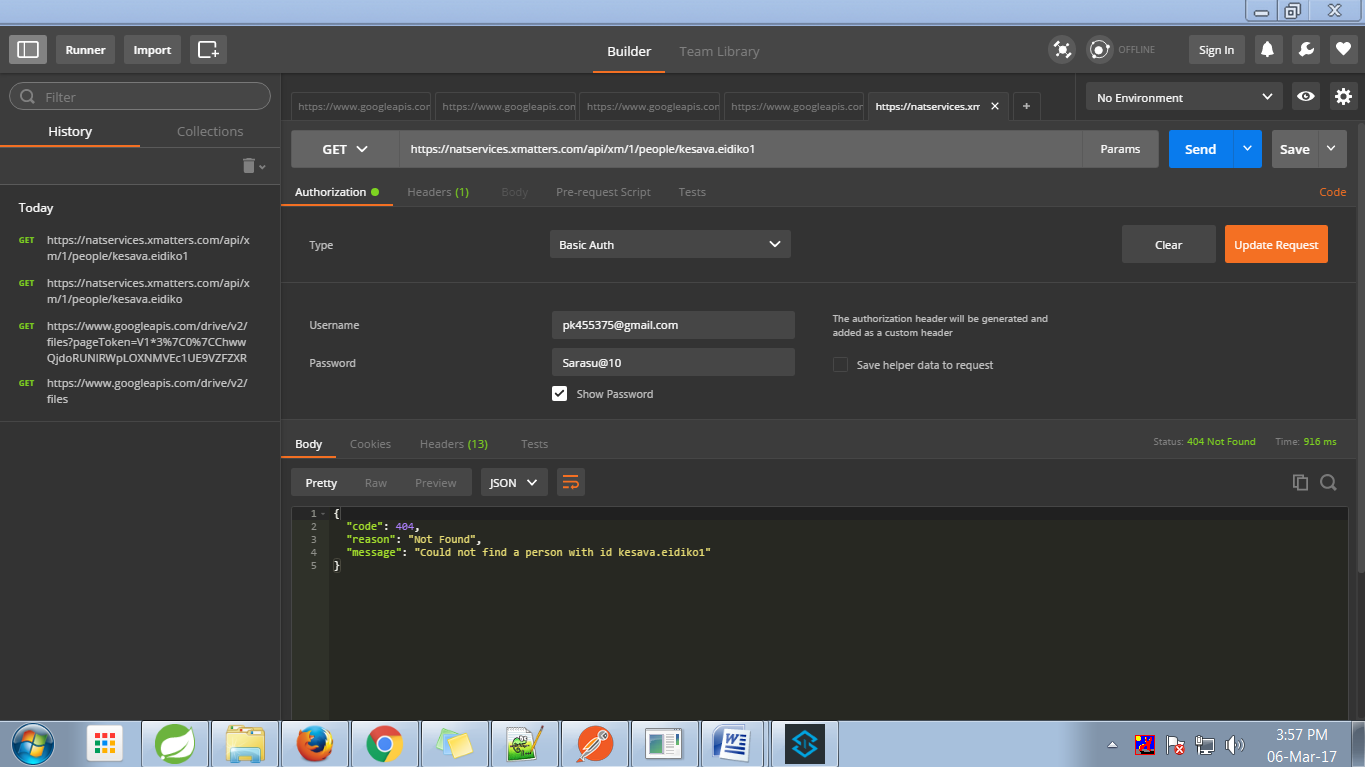 Runner
Import
Builder
Team Library
OFFLINE
Sign In
Filter
History
Collections
Today
GET https://natservices.xmatters.com/api/x
m/1/people/kesava.eidiko1
GET https://natservices.xmatters.com/api/x
m/1/people/kesava.eidiko
GET https://www.googleapis.com/drive/v2/
files?pageToken=V1*3%7C0%7CChww
QjdoRUNIRWpLOXNMVEc1UE9VZFZXR
GET https://www.googleapis.com/drive/v2/
files
https://www.googleapis.cor
https://www.googleapis.cor
https://www.googleapis.com
https://www.googleapis.cor
https://natservices.xm
No Environment
GET
https://natservices.xmatters.com/api/xm/1/people/kesava.eidiko1
Params
Send
Save
Authorization
Headers (1)
Body
Pre-request Script
Tests
Code
Type
Basic Auth
Clear
Update Request
Username
pk455375@gmail.com
The authorization header will be generated and
added as a custom header
Password
Sarasu@10
Save helper data to request
Show Password
Body
Cookies
Headers (13)
Tests
Status: 404 Not Found
Time: 916 ms
Pretty
Raw
Preview
JSON
1 {
2 "code": 404,
3 "reason": "Not Found",
4 "message": "Could not find a person with id kesava.eidiko1"
5 }
3:57 PM
06-Mar-17